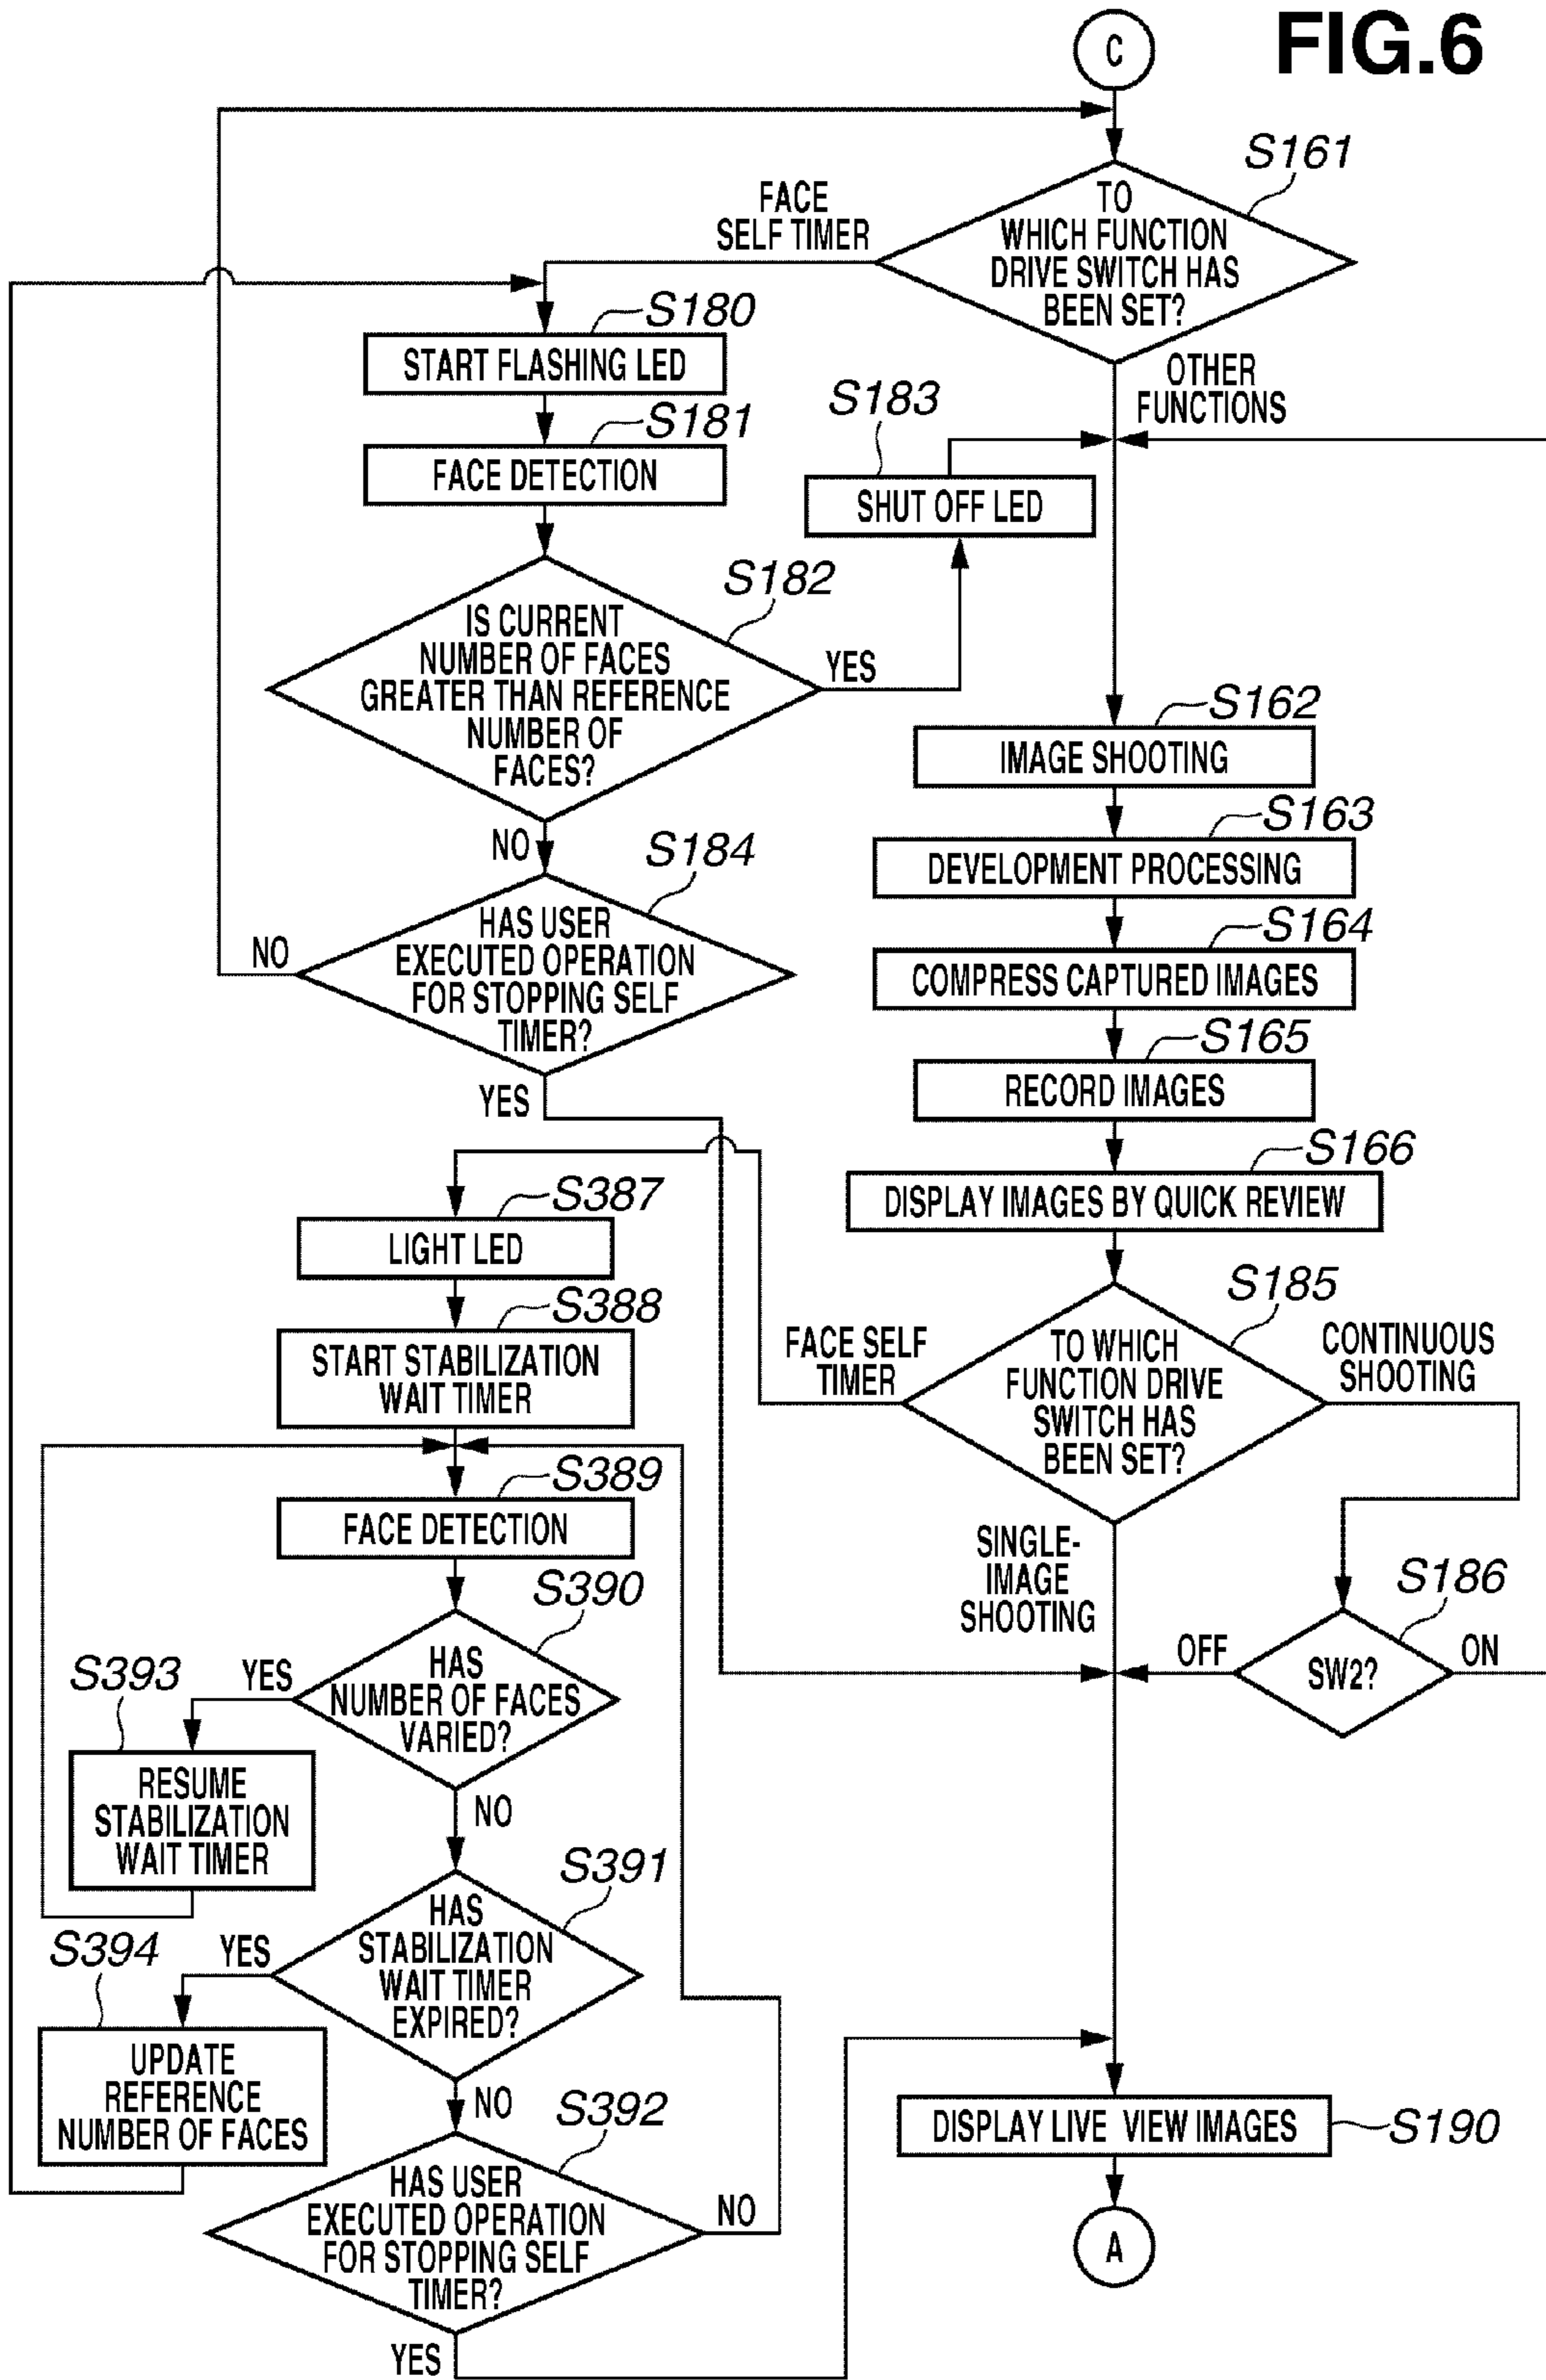 FIG.6
C
S161
TO
WHICH FUNCTION
DRIVE SWITCH HAS
BEEN SET?
FACE
SELF TIMER
OTHER
FUNCTIONS
S180
START FLASHING LED
S181
FACE DETECTION
S183
SHUT OFF LED
S182
IS CURRENT
NUMBER OF FACES
GREATER THAN REFERENCE
NUMBER OF
FACES?
YES
NO
S184
HAS USER
EXECUTED OPERATION
FOR STOPPING SELF
TIMER?
NO
YES
S162
IMAGE SHOOTING
S163
DEVELOPMENT PROCESSING
S164
COMPRESS CAPTURED IMAGES
S165
RECORD IMAGES
S166
DISPLAY IMAGES BY QUICK REVIEW
S185
TO WHICH
FUNCTION DRIVE
SWITCH HAS
BEEN SET?
FACE SELF
TIMER
CONTINUOUS
SHOOTING
SINGLE-
IMAGE
SHOOTING
S186
SW2?
OFF
ON
S387
LIGHT LED
S388
START STABILIZATION
WAIT TIMER
S389
FACE DETECTION
S390
HAS
NUMBER OF FACES
VARIED?
YES
NO
S393
RESUME
STABILIZATION
WAIT TIMER
S391
HAS
STABILIZATION
WAIT TIMER
EXPIRED?
YES
NO
S394
UPDATE
REFERENCE
NUMBER OF FACES
S392
HAS USER
EXECUTED OPERATION
FOR STOPPING SELF
TIMER?
NO
YES
DISPLAY LIVE VIEW IMAGES
S190
A